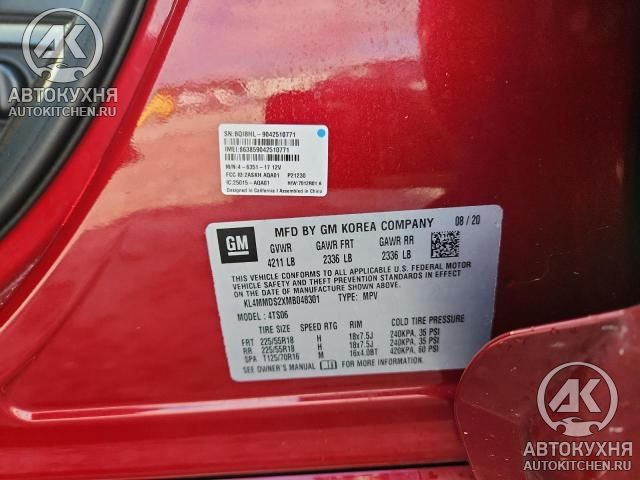 АВТОКУХНЯ
AUTOKITCHEN.RU
SN:BQIBHL-9042510771
IMEI:863859042510771
M/N:4-6351-17 12V
FCC ID:2ASKH AQA01 P21230
IC:25015-AQA01 H/W:7012R01 A
Designed in California / Assembled in China
GM
MFD BY GM KOREA COMPANY 08/20
GVWR GAWR FRT GAWR RR
4211 LB 2336 LB 2336 LB
THIS VEHICLE CONFORMS TO ALL APPLICABLE U.S. FEDERAL MOTOR
VEHICLE SAFETY AND THEFT PREVENTION STANDARDS IN EFFECT ON THE
DATE OF MANUFACTURE SHOWN ABOVE.
KL4MMDS2XMB048301 TYPE: MPV
MODEL : 4TS06
TIRE SIZE SPEED RTG RIM COLD TIRE PRESSURE
FRT 225/55R18 H 18x7.5J 240KPA, 35 PSI
RR 225/55R18 H 18x7.5J 240KPA, 35 PSI
SPA T125/70R16 M 16x4.0BT 420KPA, 60 PSI
SEE OWNER'S MANUAL FOR MORE INFORMATION.
АВТОКУХНЯ
AUTOKITCHEN.RU